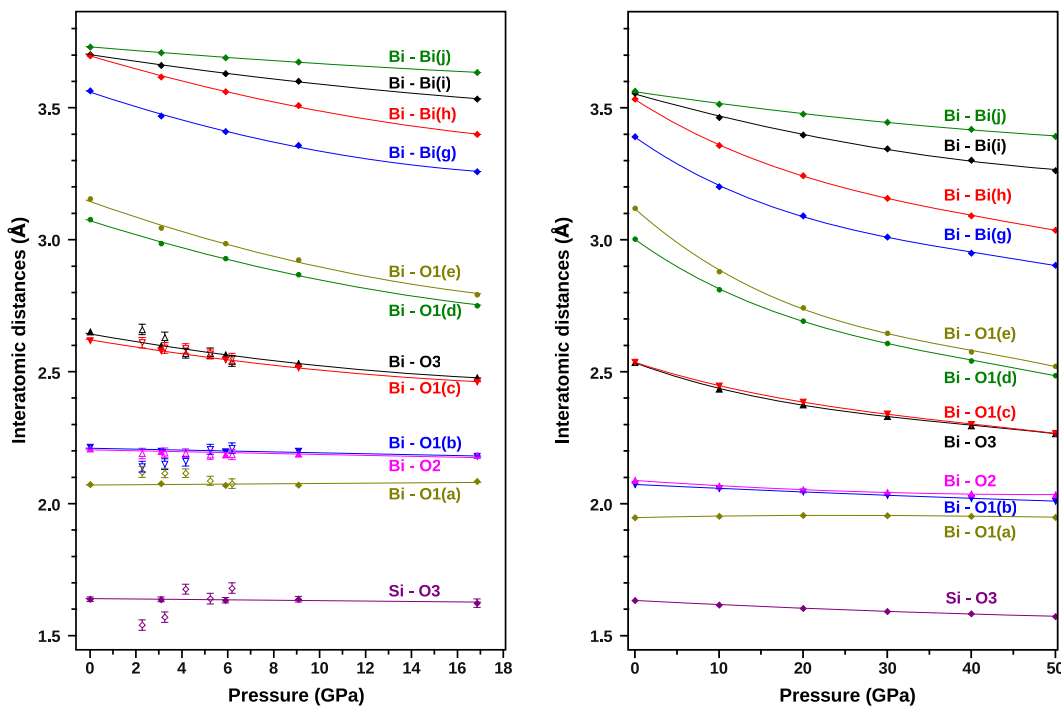 Interatomic distances (Å)
3.5
3.0
2.5
2.0
1.5
Bi - Bi(j)
Bi - Bi(i)
Bi - Bi(h)
Bi - Bi(g)
Bi - O1(e)
Bi - O1(d)
Bi - O3
Bi - O1(c)
Bi - O1(b)
Bi - O2
Bi - O1(a)
Si - O3
0 2 4 6 8 10 12 14 16 18
Pressure (GPa)
Interatomic distances (Å)
3.5
3.0
2.5
2.0
1.5
Bi - Bi(j)
Bi - Bi(i)
Bi - Bi(h)
Bi - Bi(g)
Bi - O1(e)
Bi - O1(d)
Bi - O1(c)
Bi - O3
Bi - O2
Bi - O1(b)
Bi - O1(a)
Si - O3
0 10 20 30 40 50
Pressure (GPa)